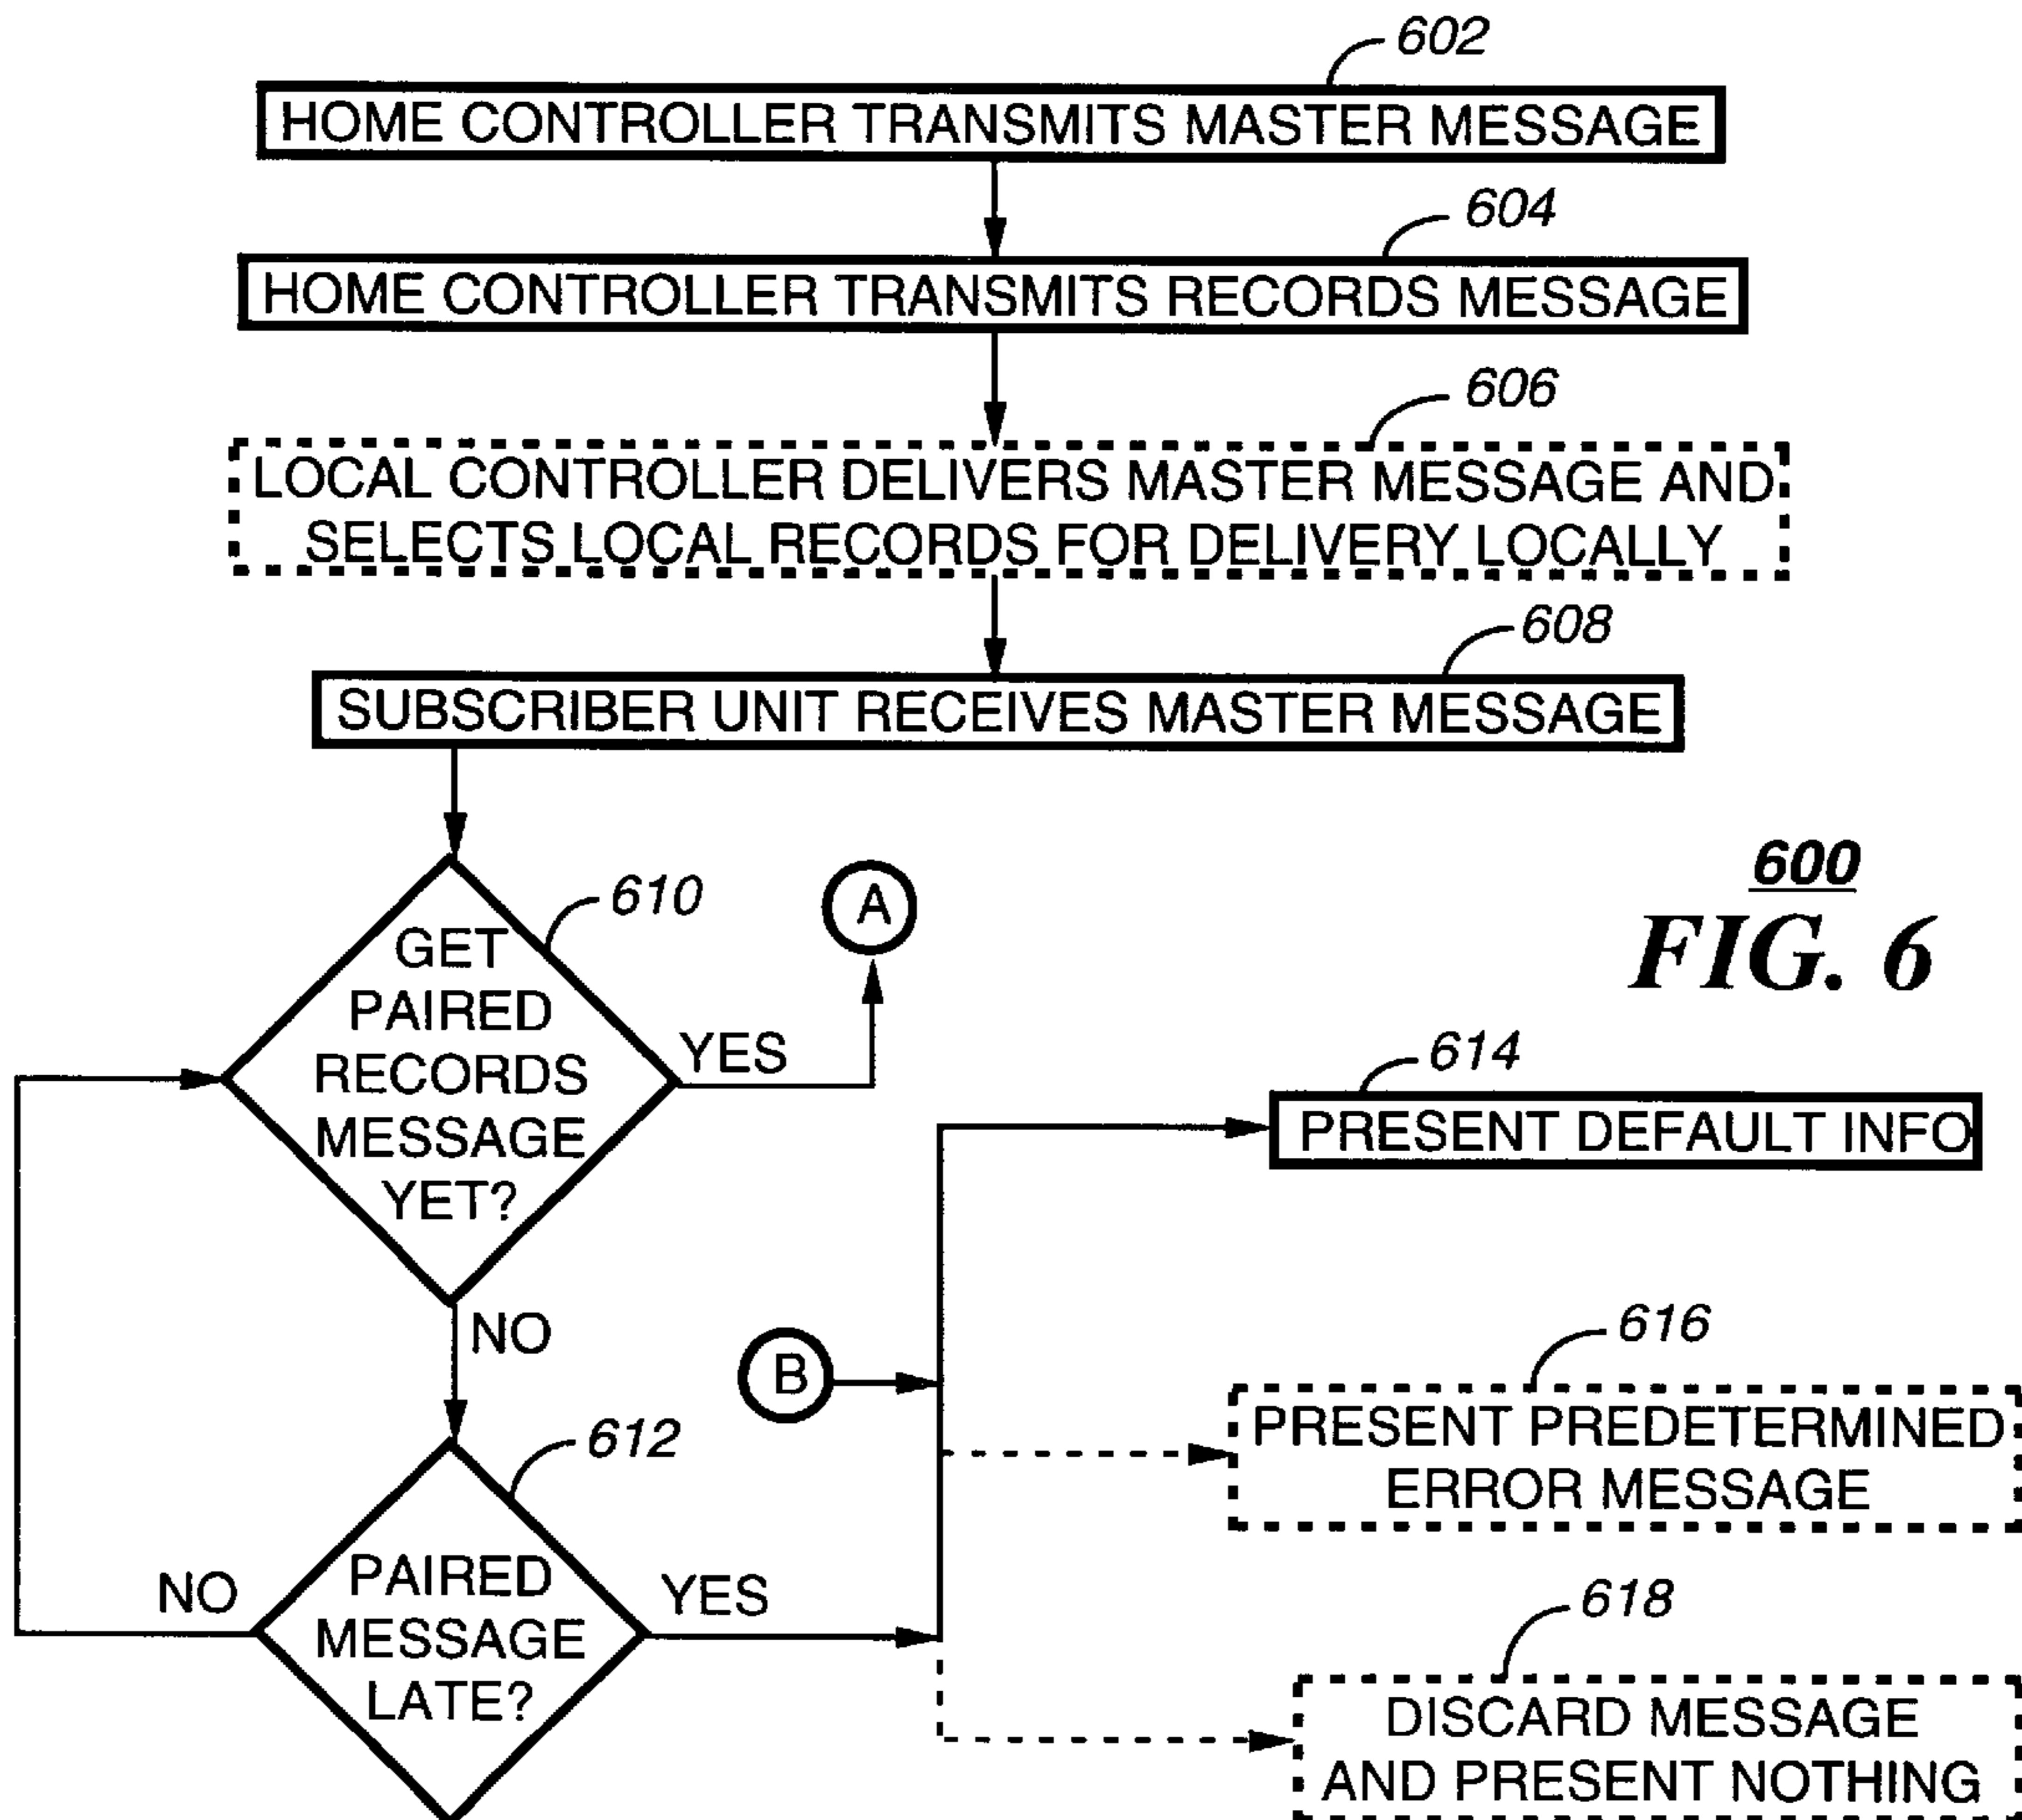 602
HOME CONTROLLER TRANSMITS MASTER MESSAGE
604
HOME CONTROLLER TRANSMITS RECORDS MESSAGE
606
LOCAL CONTROLLER DELIVERS MASTER MESSAGE AND
SELECTS LOCAL RECORDS FOR DELIVERY LOCALLY
608
SUBSCRIBER UNIT RECEIVES MASTER MESSAGE
610
GET
PAIRED
RECORDS
MESSAGE
YET?
YES
A
600
FIG. 6
614
PRESENT DEFAULT INFO
NO
B
616
PRESENT PREDETERMINED
ERROR MESSAGE
612
PAIRED
MESSAGE
LATE?
NO
YES
618
DISCARD MESSAGE
AND PRESENT NOTHING